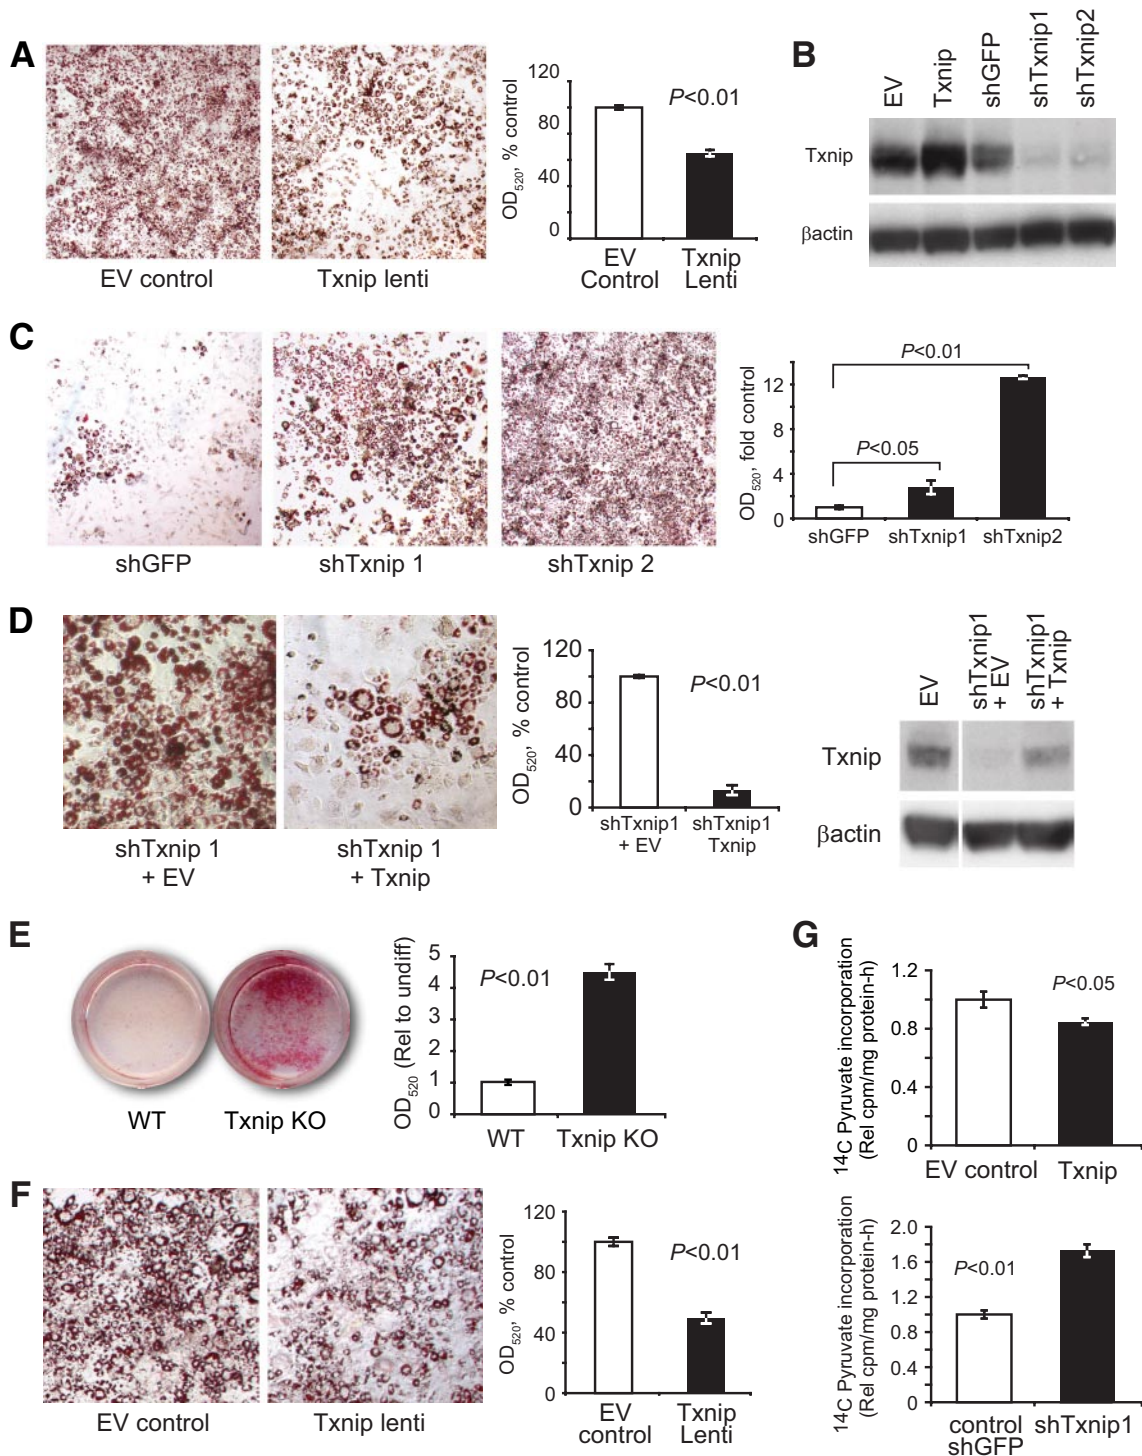 A
EV control
Txnip lenti
OD520, % control
120
80
40
0
P<0.01
EV
Control
Txnip
Lenti
B
EV
Txnip
shGFP
shTxnip1
shTxnip2
Txnip
βactin
C
shGFP
shTxnip 1
shTxnip 2
OD520, fold control
12
8
4
0
P<0.01
P<0.05
shGFP
shTxnip1
shTxnip2
D
shTxnip 1
+ EV
shTxnip 1
+ Txnip
OD520, % control
120
80
40
0
P<0.01
shTxnip1
+ EV
shTxnip1
Txnip
EV
shTxnip1
+ EV
shTxnip1
+ Txnip
Txnip
βactin
E
WT
Txnip KO
OD520 (Rel to undiff)
5
4
3
2
1
0
P<0.01
WT
Txnip KO
F
EV control
Txnip lenti
OD520, % control
120
80
40
0
P<0.01
EV
control
Txnip
Lenti
G
14C Pyruvate incorporation
(Rel cpm/mg protein-h)
1.2
0.8
0.4
0
P<0.05
EV control
Txnip
14C Pyruvate incorporation
(Rel cpm/mg protein-h)
2.0
1.6
1.2
0.8
0.4
0
P<0.01
control
shGFP
shTxnip1